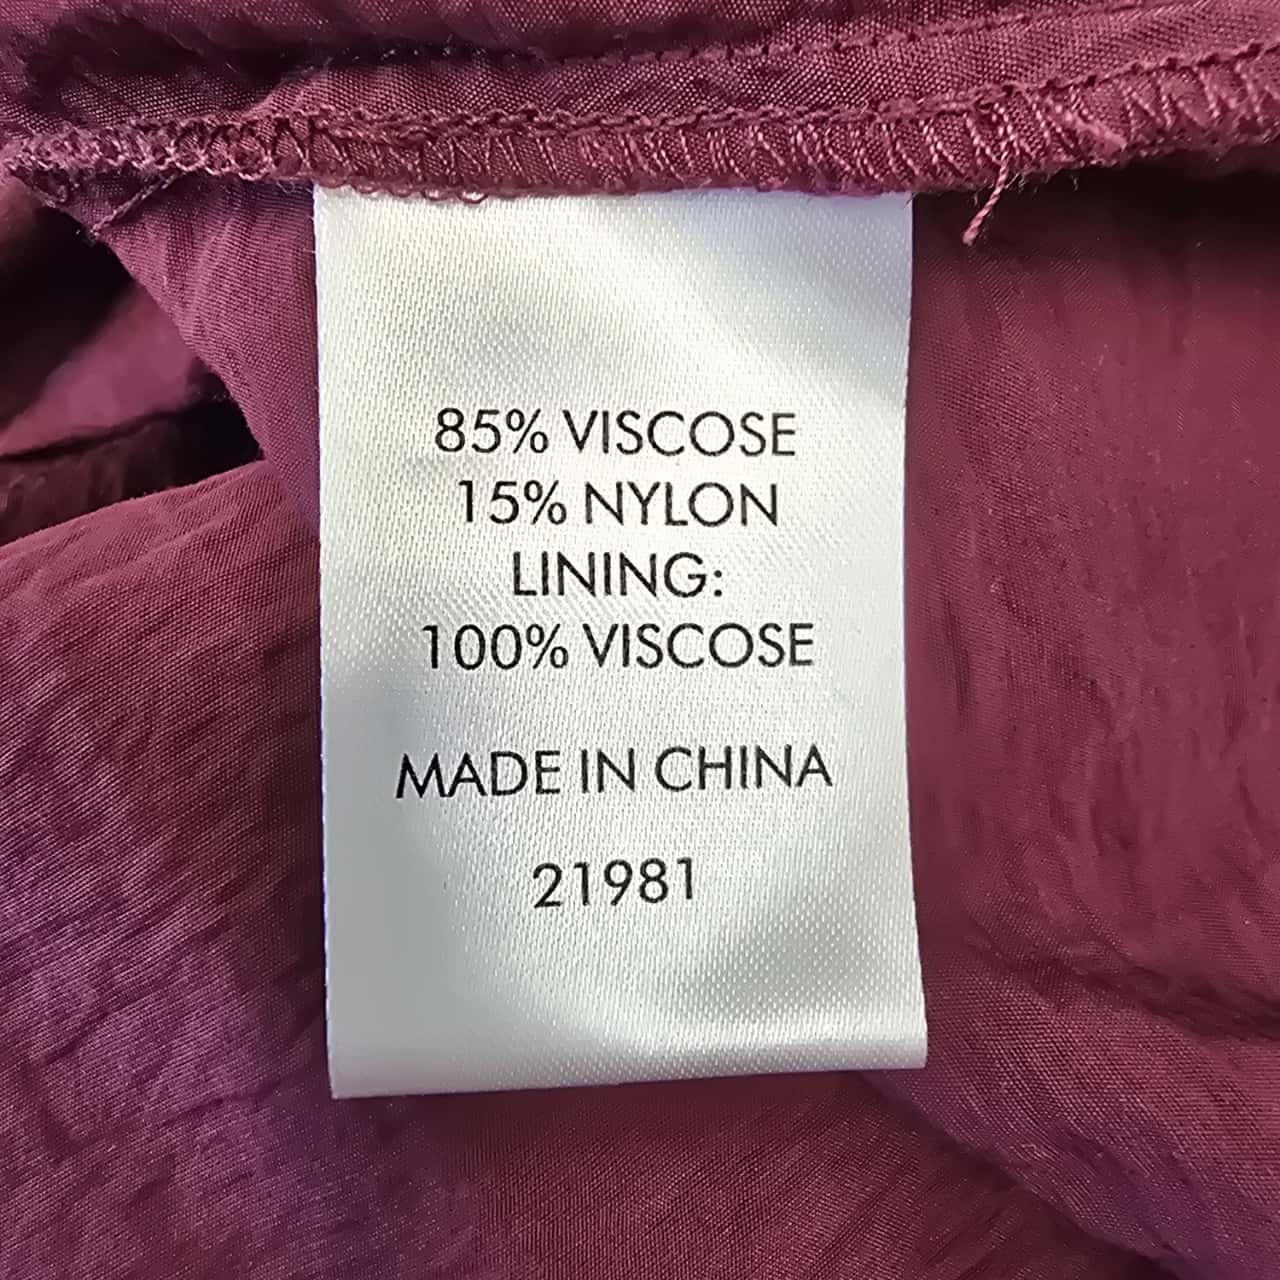 85% VISCOSE
15% NYLON
LINING:
100% VISCOSE
MADE IN CHINA
21981